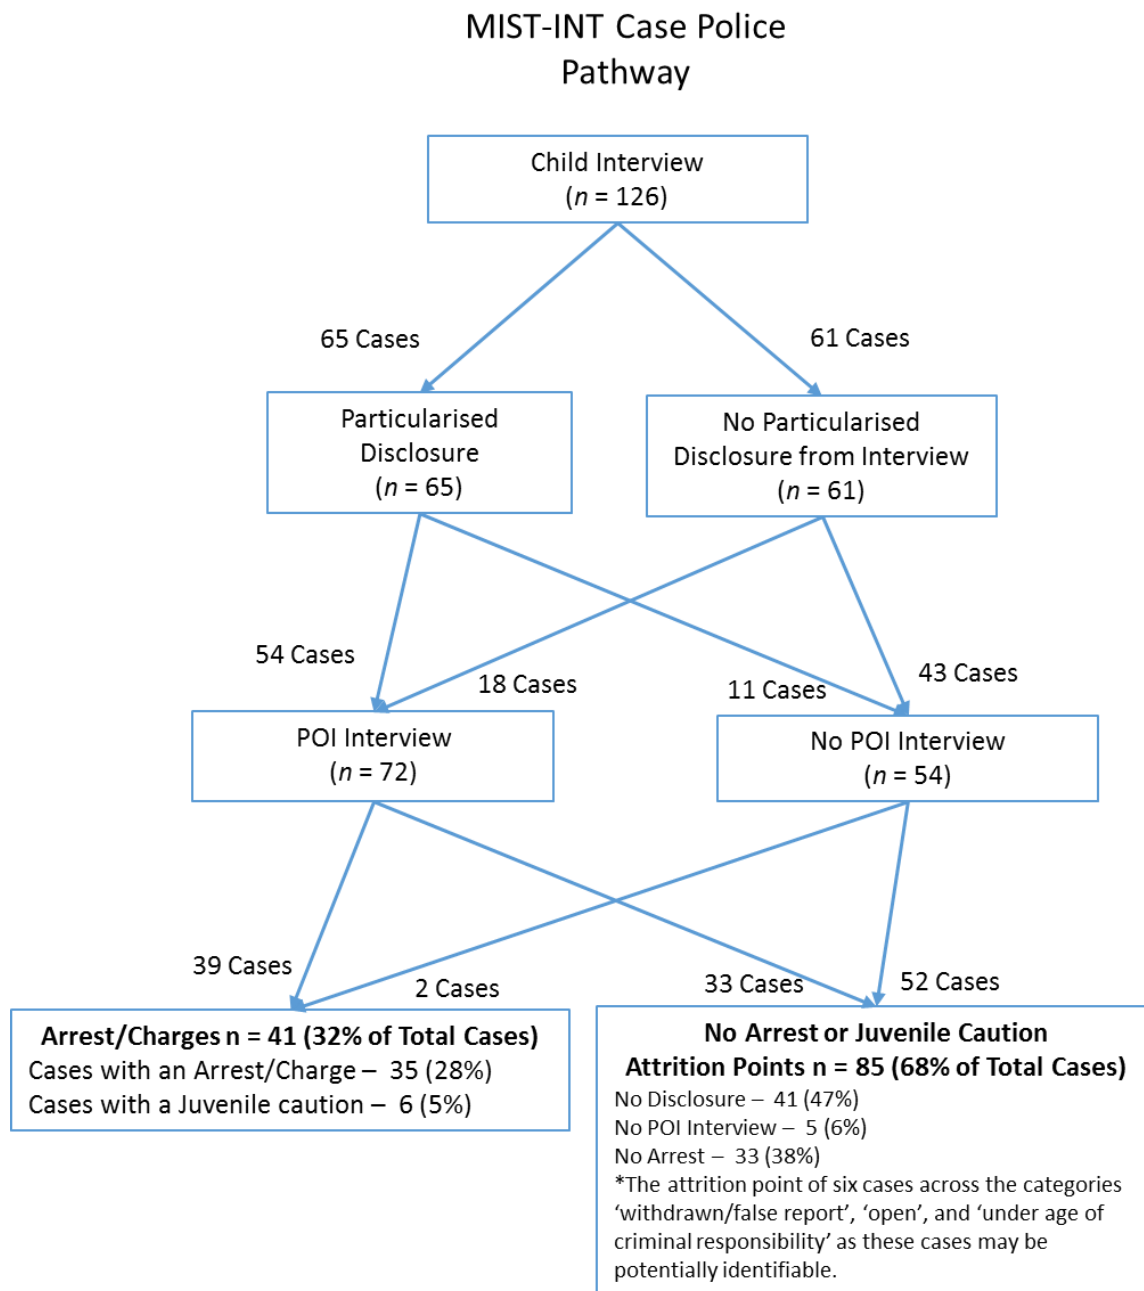 MIST-INT Case Police
Pathway
Child Interview
(n = 126)
65 Cases
61 Cases
Particularised
Disclosure
(n = 65)
No Particularised
Disclosure from Interview
(n = 61)
54 Cases
18 Cases
11 Cases
43 Cases
POI Interview
(n = 72)
No POI Interview
(n = 54)
39 Cases
2 Cases
33 Cases
52 Cases
Arrest/Charges n = 41 (32% of Total Cases)
Cases with an Arrest/Charge – 35 (28%)
Cases with a Juvenile caution – 6 (5%)
No Arrest or Juvenile Caution
Attrition Points n = 85 (68% of Total Cases)
No Disclosure – 41 (47%)
No POI Interview – 5 (6%)
No Arrest – 33 (38%)
*The attrition point of six cases across the categories
‘withdrawn/false report’, ‘open’, and ‘under age of
criminal responsibility’ as these cases may be
potentially identifiable.